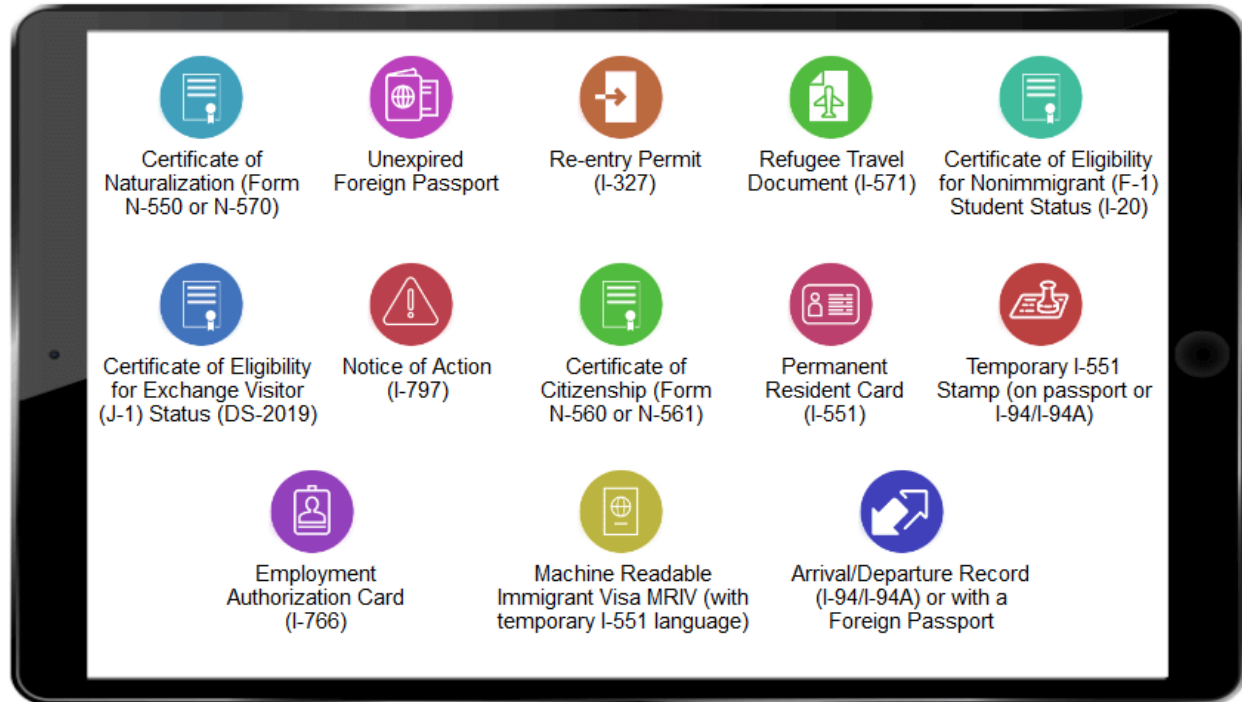 Certificate of
Naturalization (Form
N-550 or N-570)
Unexpired
Foreign Passport
Re-entry Permit
(I-327)
Refugee Travel
Document (I-571)
Certificate of Eligibility
for Nonimmigrant (F-1)
Student Status (I-20)
Certificate of Eligibility
for Exchange Visitor
(J-1) Status (DS-2019)
Notice of Action
(I-797)
Certificate of
Citizenship (Form
N-560 or N-561)
Permanent
Resident Card
(I-551)
Temporary I-551
Stamp (on passport or
I-94/I-94A)
Employment
Authorization Card
(I-766)
Machine Readable
Immigrant Visa MRIV (with
temporary I-551 language)
Arrival/Departure Record
(I-94/I-94A) or with a
Foreign Passport